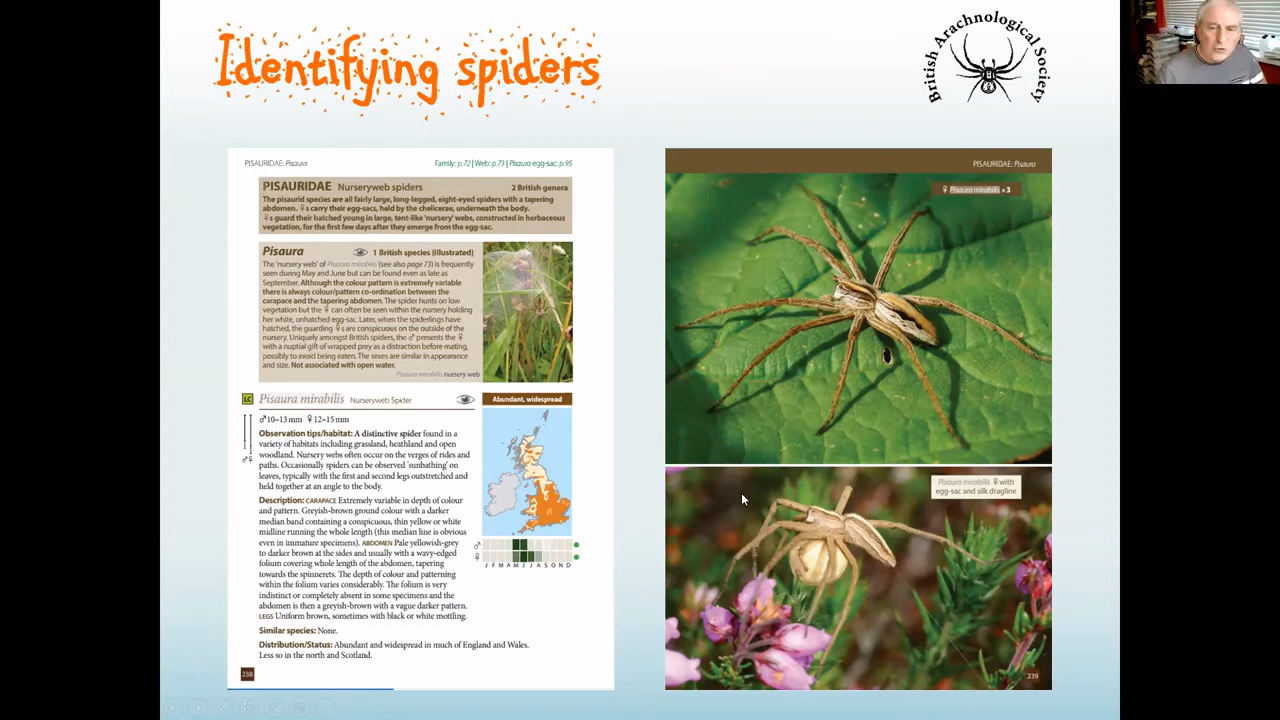 Identifying spiders
British Arachnological Society
PISAURIDAE: Pisaura
Family: p.72 | Web: p.73 | Pisaura egg-sac: p.95
PISAURIDAE Nurseryweb spiders 2 British genera
The pisaurid species are all fairly large, long-legged, eight-eyed spiders with a tapering
abdomen. ♀s carry their egg-sacs, held by the chelicerae, underneath the body.
♀s guard their hatched young in large, tent-like 'nursery' webs, constructed in herbaceous
vegetation, for the first few days after they emerge from the egg-sac.
Pisaura 1 British species (illustrated)
The 'nursery web' of Pisaura mirabilis (see also page 73) is frequently
seen during May and June but can be found even as late as
September. Although the colour pattern is extremely variable
there is always colour/pattern co-ordination between the
carapace and the tapering abdomen. The spider hunts on low
vegetation but the ♀ can often be seen within the nursery holding
her white, unhatched egg-sac. Later, when the spiderlings have
hatched, the guarding ♀s are conspicuous on the outside of the
nursery. Uniquely amongst British spiders, the ♂ presents the ♀
with a nuptial gift of wrapped prey as a distraction before mating,
possibly to avoid being eaten. The sexes are similar in appearance
and size. Not associated with open water.
Pisaura mirabilis nursery web
LC Pisaura mirabilis Nurseryweb Spider
Abundant, widespread
♂10–13 mm ♀12–15 mm
♂♀
Observation tips/habitat: A distinctive spider found in a
variety of habitats including grassland, heathland and open
woodland. Nursery webs often occur on the verges of rides and
paths. Occasionally spiders can be observed 'sunbathing' on
leaves, typically with the first and second legs outstretched and
held together at an angle to the body.
Description: CARAPACE Extremely variable in depth of colour
and pattern. Greyish-brown ground colour with a darker
median band containing a conspicuous, thin yellow or white
midline running the whole length (this median line is obvious
even in immature specimens). ABDOMEN Pale yellowish-grey
to darker brown at the sides and usually with a wavy-edged
folium covering whole length of the abdomen, tapering
towards the spinnerets. The depth of colour and patterning
within the folium varies considerably. The folium is very
indistinct or completely absent in some specimens and the
abdomen is then a greyish-brown with a vague darker pattern.
LEGS Uniform brown, sometimes with black or white mottling.
♂
♀
J F M A M J J A S O N D
Similar species: None.
Distribution/Status: Abundant and widespread in much of England and Wales.
Less so in the north and Scotland.
238
PISAURIDAE: Pisaura
♀ Pisaura mirabilis ×3
Pisaura mirabilis ♀ with
egg-sac and silk dragline
239